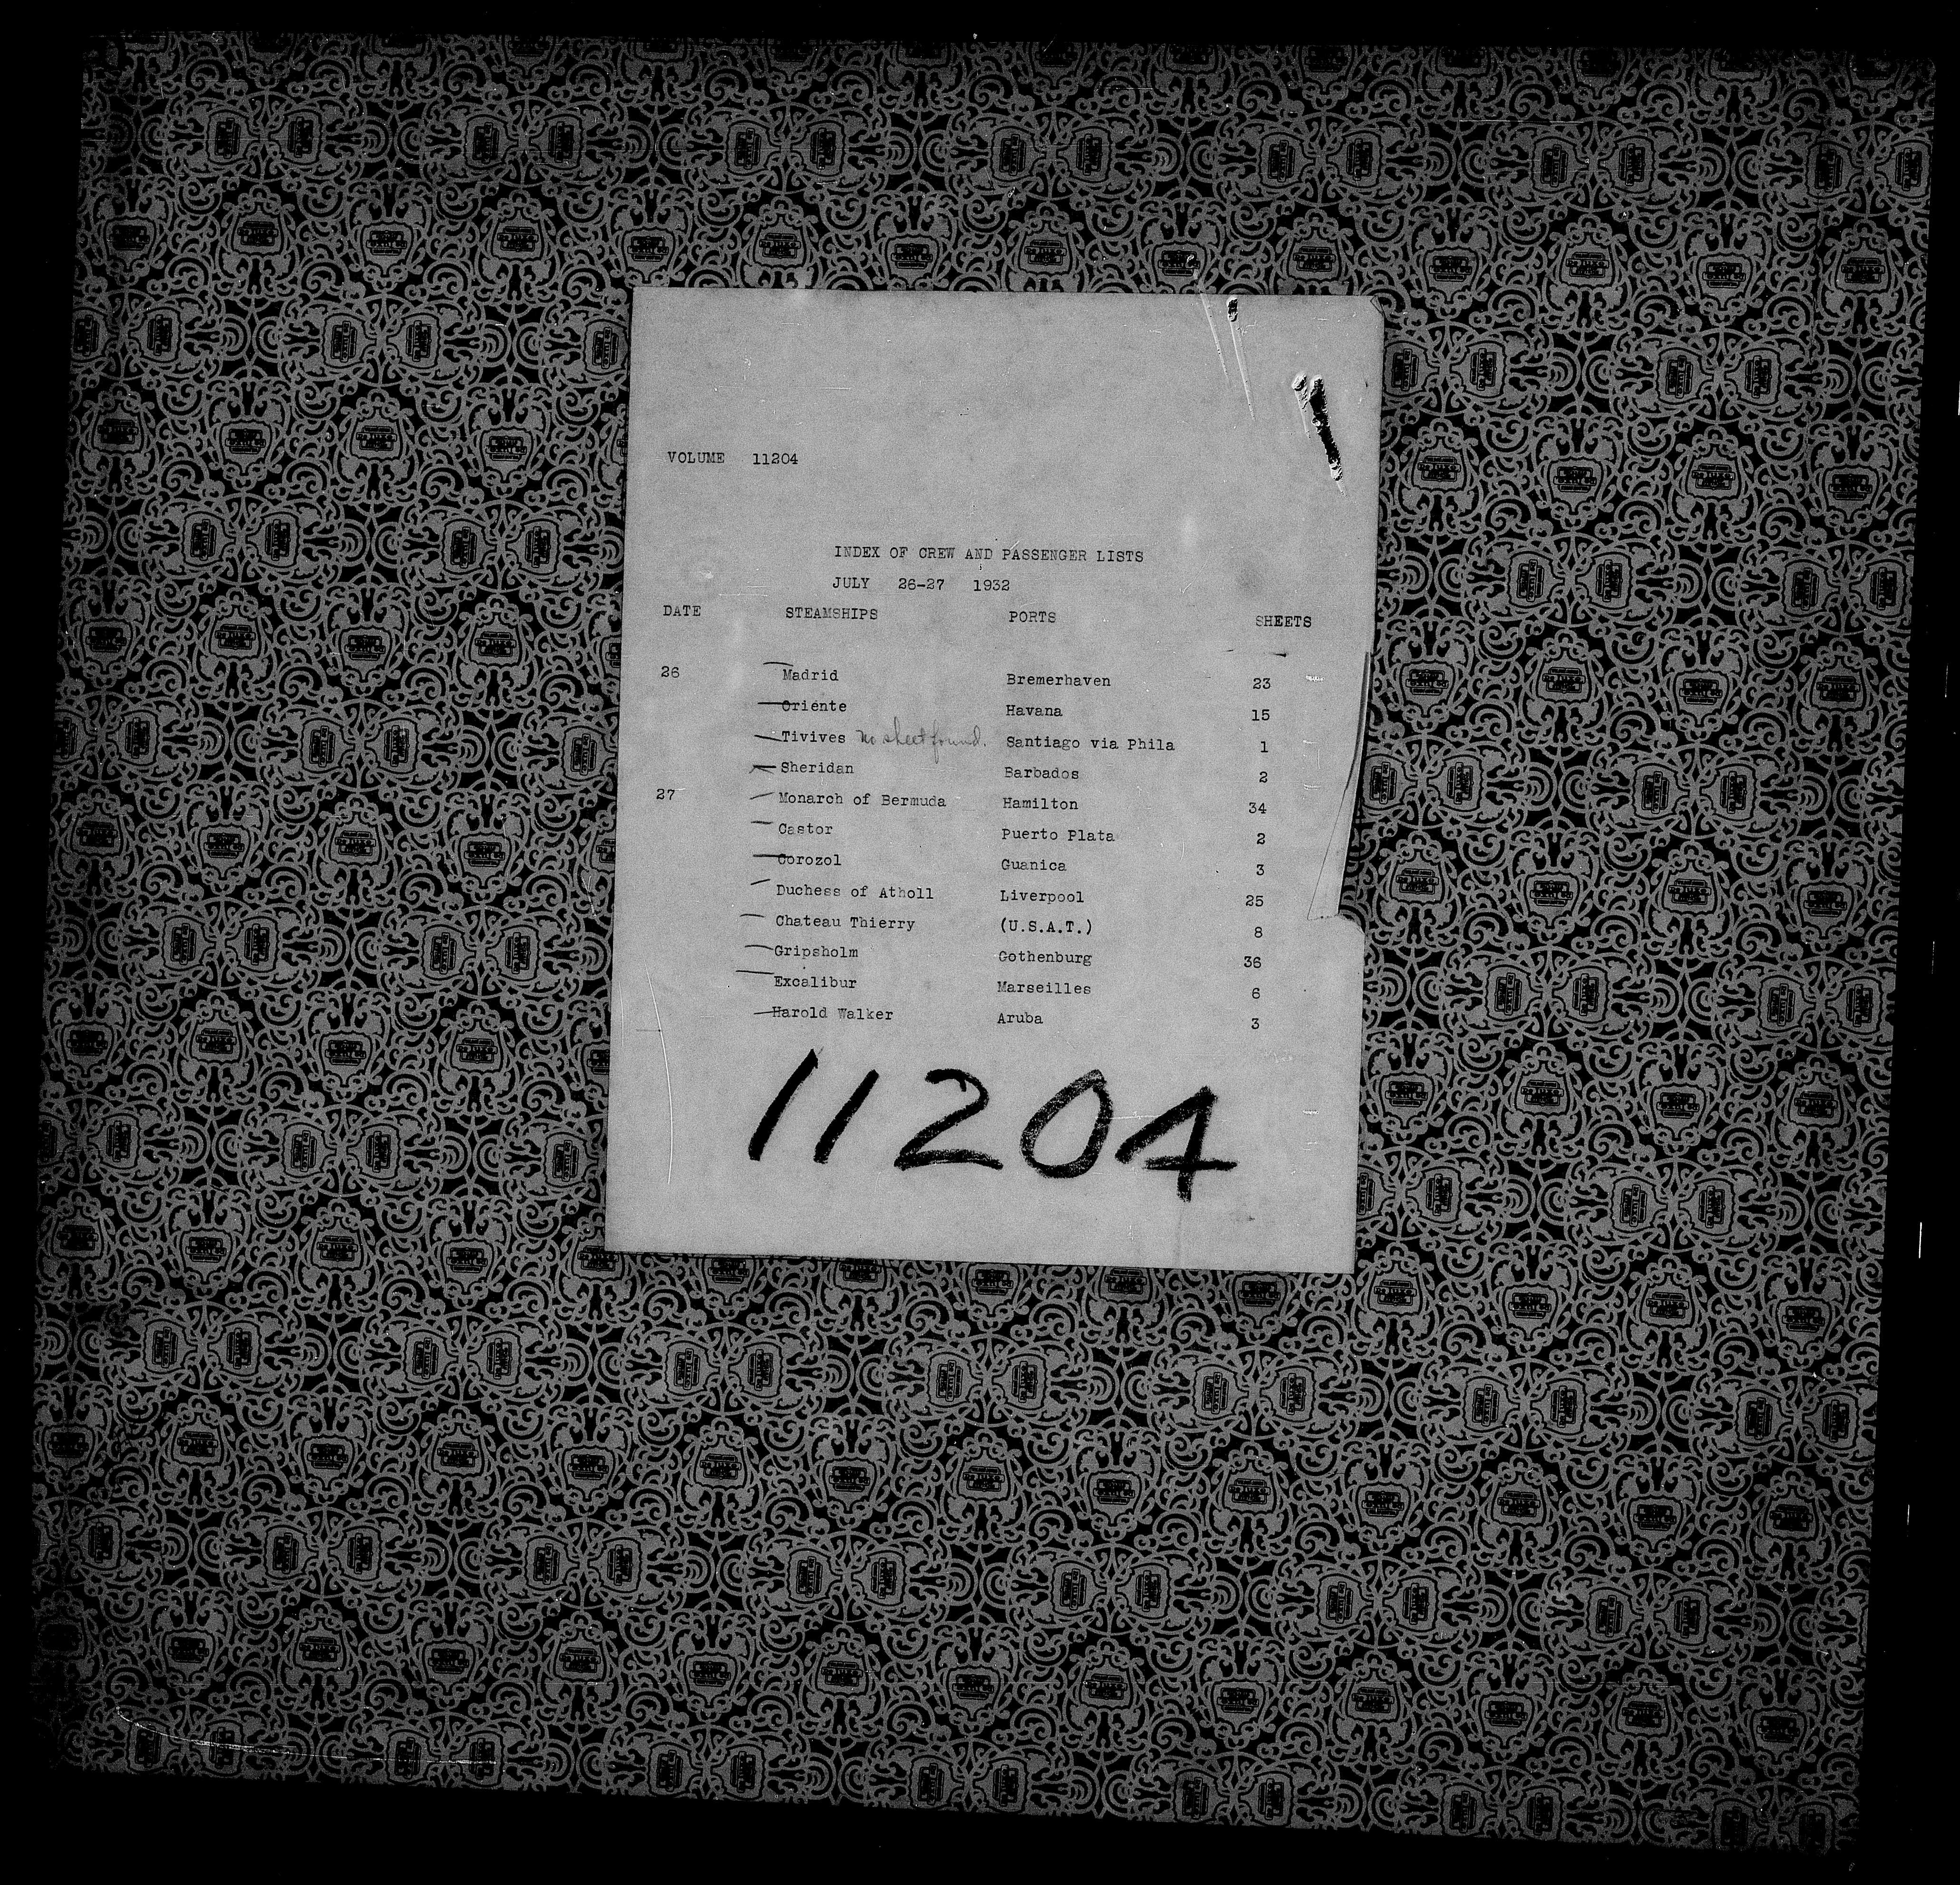 VOLUME 11204
INDEX OF CREW AND PASSENGER LISTS
JULY 26-27 1932
DATE STEAMSHIPS PORTS SHEETS
26 Madrid Bremerhaven 23
Oriente Havana 15
Tivives no sheet found. Santiago via Phila 1
Sheridan Barbados 2
27 Monarch of Bermuda Hamilton 34
Castor Puerto Plata 2
Corozol Guanica 3
Duchess of Atholl Liverpool 25
Chateau Thierry (U.S.A.T.) 8
Gripsholm Gothenburg 36
Excalibur Marseilles 6
Harold Walker Aruba 3
11204